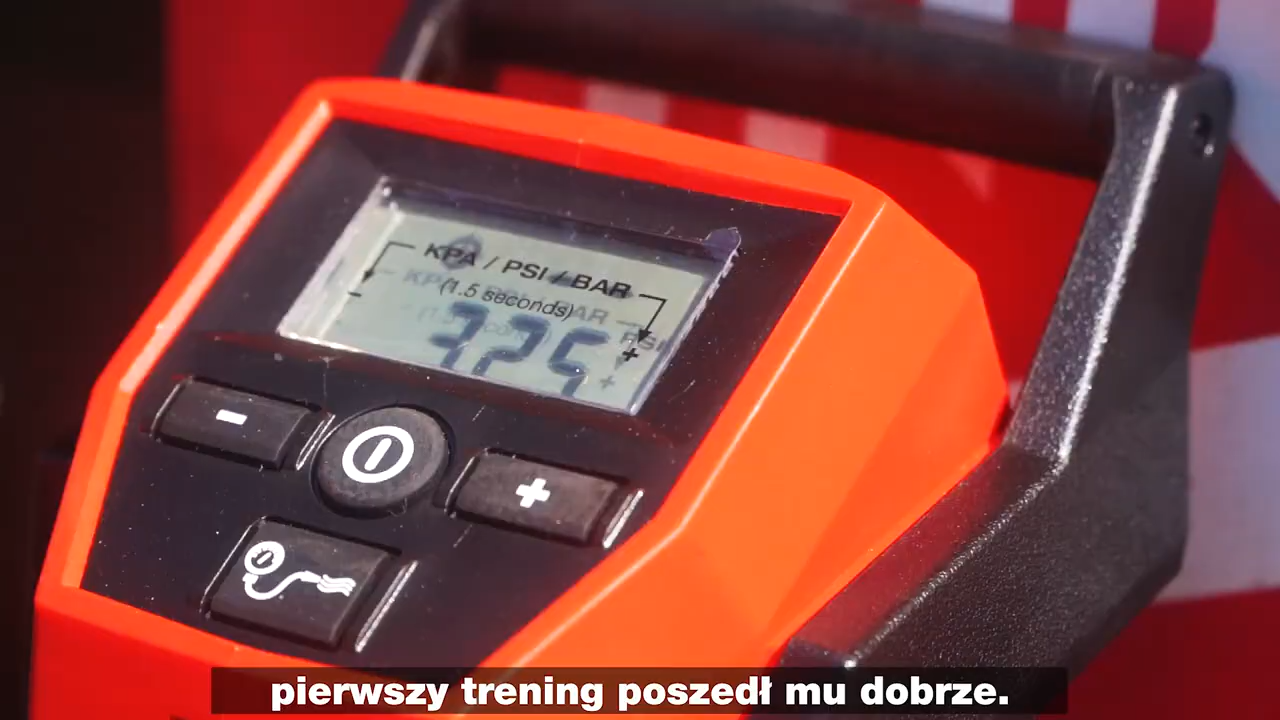 KPA / PSI / BAR
(1.5 seconds)
PSI
325
- +
- +
pierwszy trening poszedł mu dobrze.